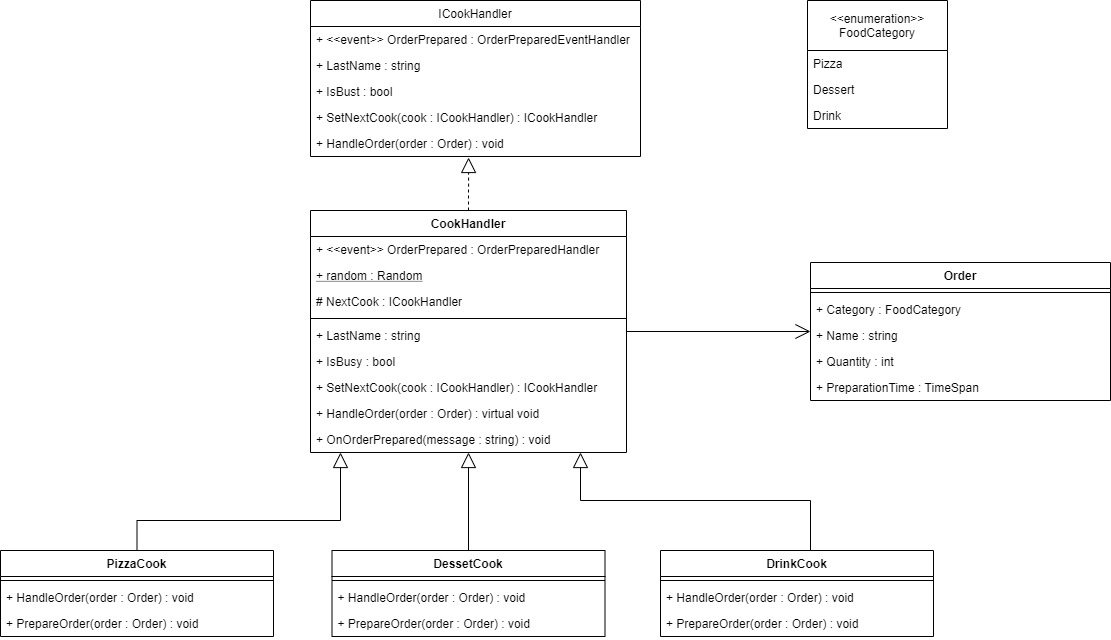 ICookHandler
+ <<event>> OrderPrepared : OrderPreparedEventHandler
+ LastName : string
+ IsBust : bool
+ SetNextCook(cook : ICookHandler) : ICookHandler
+ HandleOrder(order : Order) : void
<<enumeration>>
FoodCategory
Pizza
Dessert
Drink
CookHandler
+ <<event>> OrderPrepared : OrderPreparedHandler
+ random : Random
# NextCook : ICookHandler
+ LastName : string
+ IsBusy : bool
+ SetNextCook(cook : ICookHandler) : ICookHandler
+ HandleOrder(order : Order) : virtual void
+ OnOrderPrepared(message : string) : void
Order
+ Category : FoodCategory
+ Name : string
+ Quantity : int
+ PreparationTime : TimeSpan
PizzaCook
+ HandleOrder(order : Order) : void
+ PrepareOrder(order : Order) : void
DessetCook
+ HandleOrder(order : Order) : void
+ PrepareOrder(order : Order) : void
DrinkCook
+ HandleOrder(order : Order) : void
+ PrepareOrder(order : Order) : void